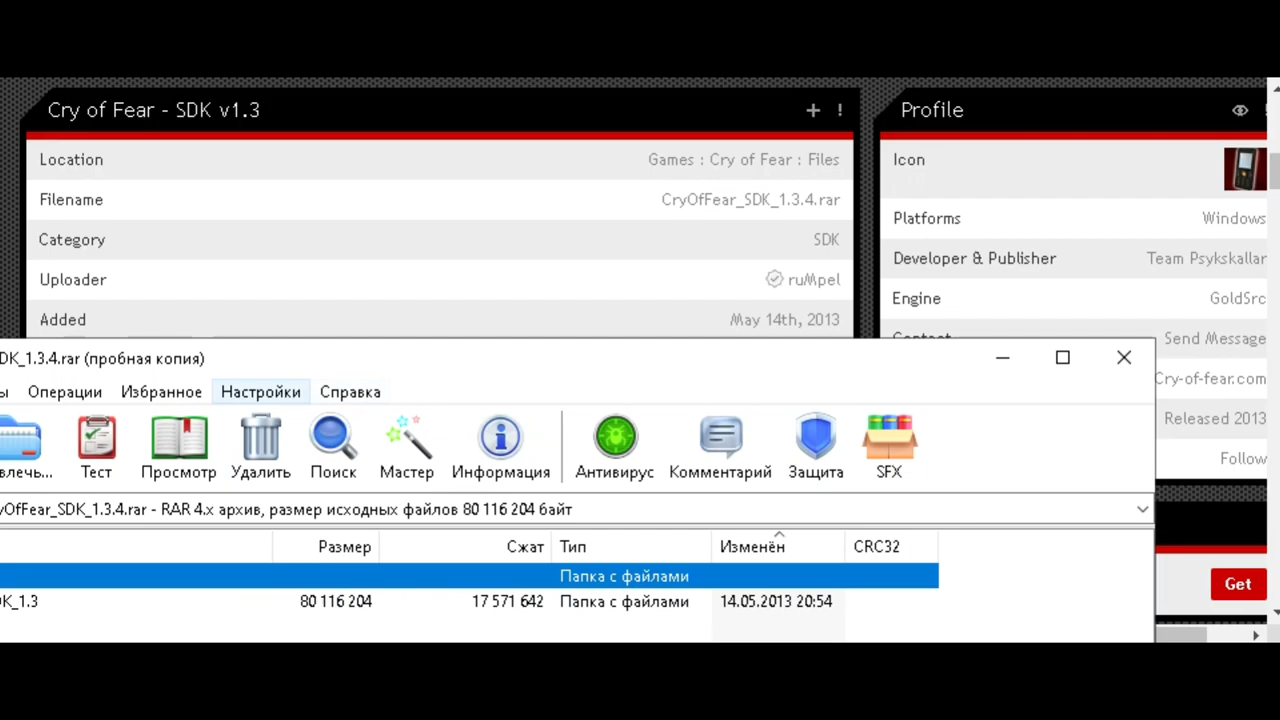 Cry of Fear - SDK v1.3
Location Games : Cry of Fear : Files
Filename CryOfFear_SDK_1.3.4.rar
Category SDK
Uploader ruMpel
Added May 14th, 2013
Profile
Icon
Platforms Windows
Developer & Publisher Team Psykskallar
Engine GoldSrc
Contact Send Message
Cry-of-fear.com
Released 2013
Follow
Get
DK_1.3.4.rar (пробная копия)
ы Операции Избранное Настройки Справка
влечь... Тест Просмотр Удалить Поиск Мастер Информация Антивирус Комментарий Защита SFX
yOfFear_SDK_1.3.4.rar - RAR 4.x архив, размер исходных файлов 80 116 204 байт
Размер Сжат Тип Изменён CRC32
Папка с файлами
DK_1.3 80 116 204 17 571 642 Папка с файлами 14.05.2013 20:54